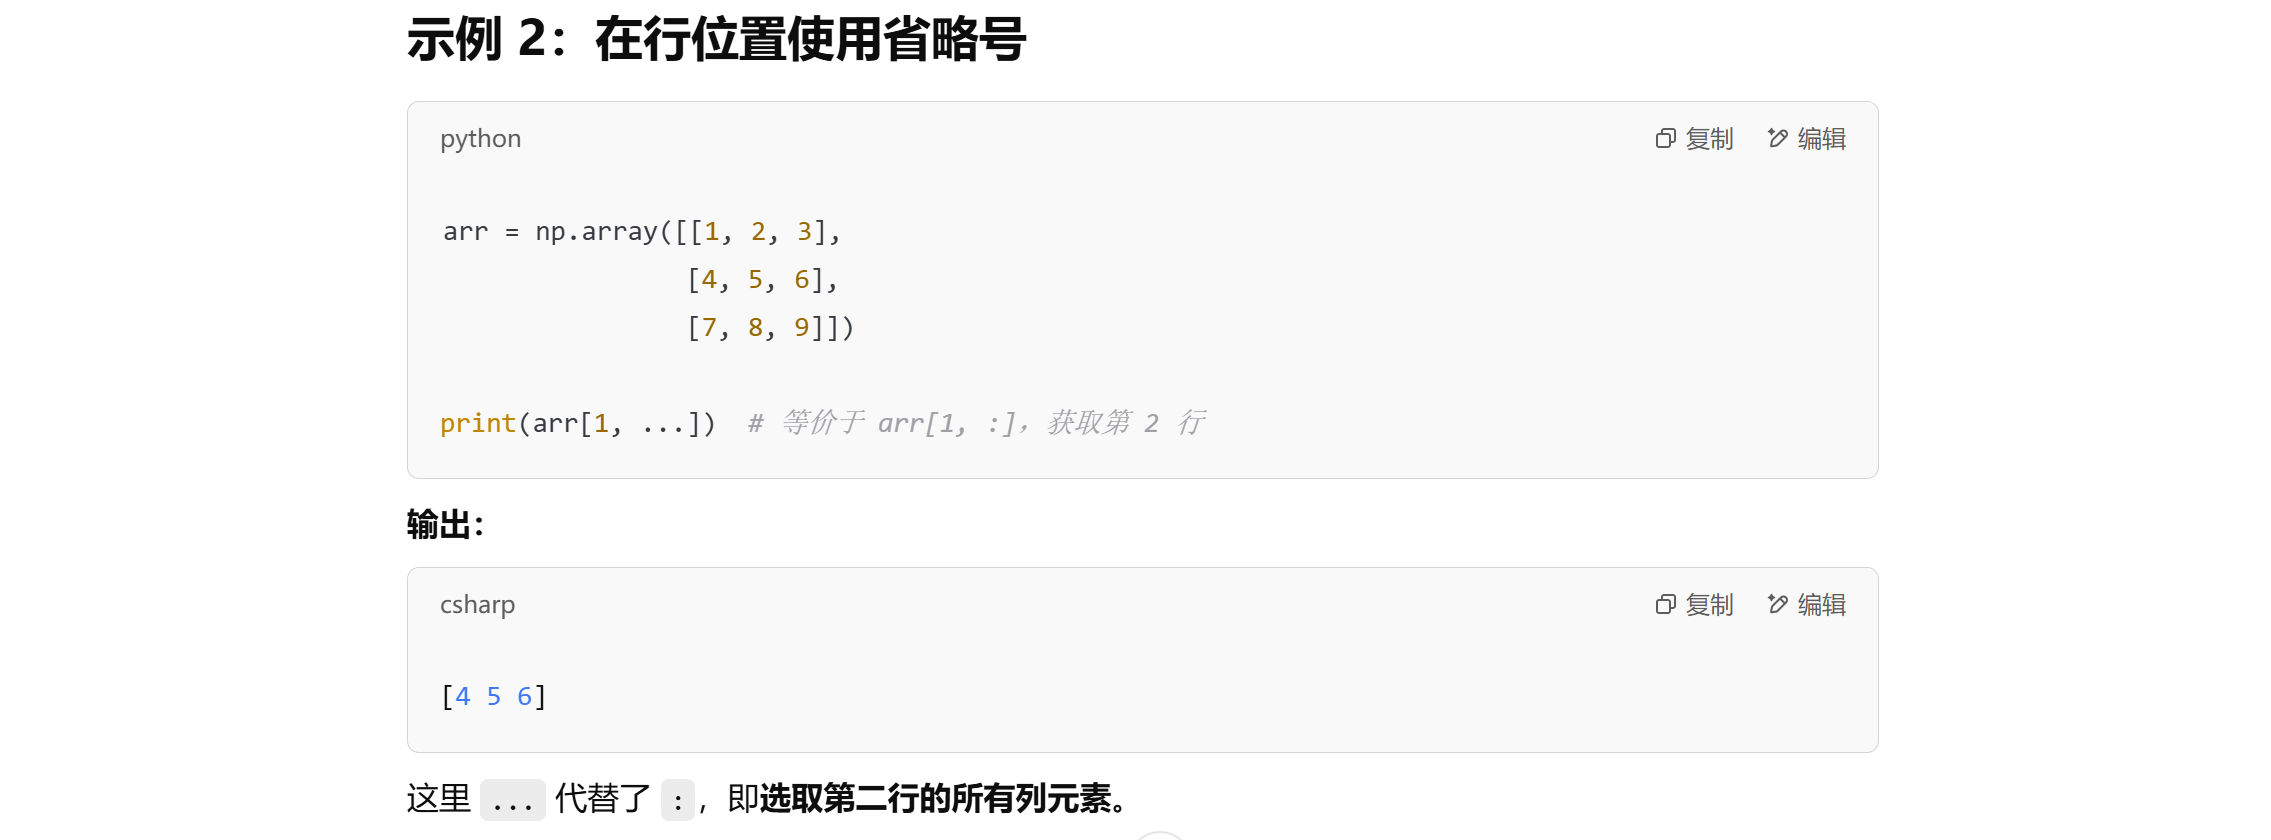 示例 2：在行位置使用省略号
python
复制 编辑
arr = np.array([[1, 2, 3],
                [4, 5, 6],
                [7, 8, 9]])
print(arr[1, ...])  # 等价于 arr[1, :]，获取第 2 行
输出：
csharp
复制 编辑
[4 5 6]
这里 ... 代替了 :，即选取第二行的所有列元素。